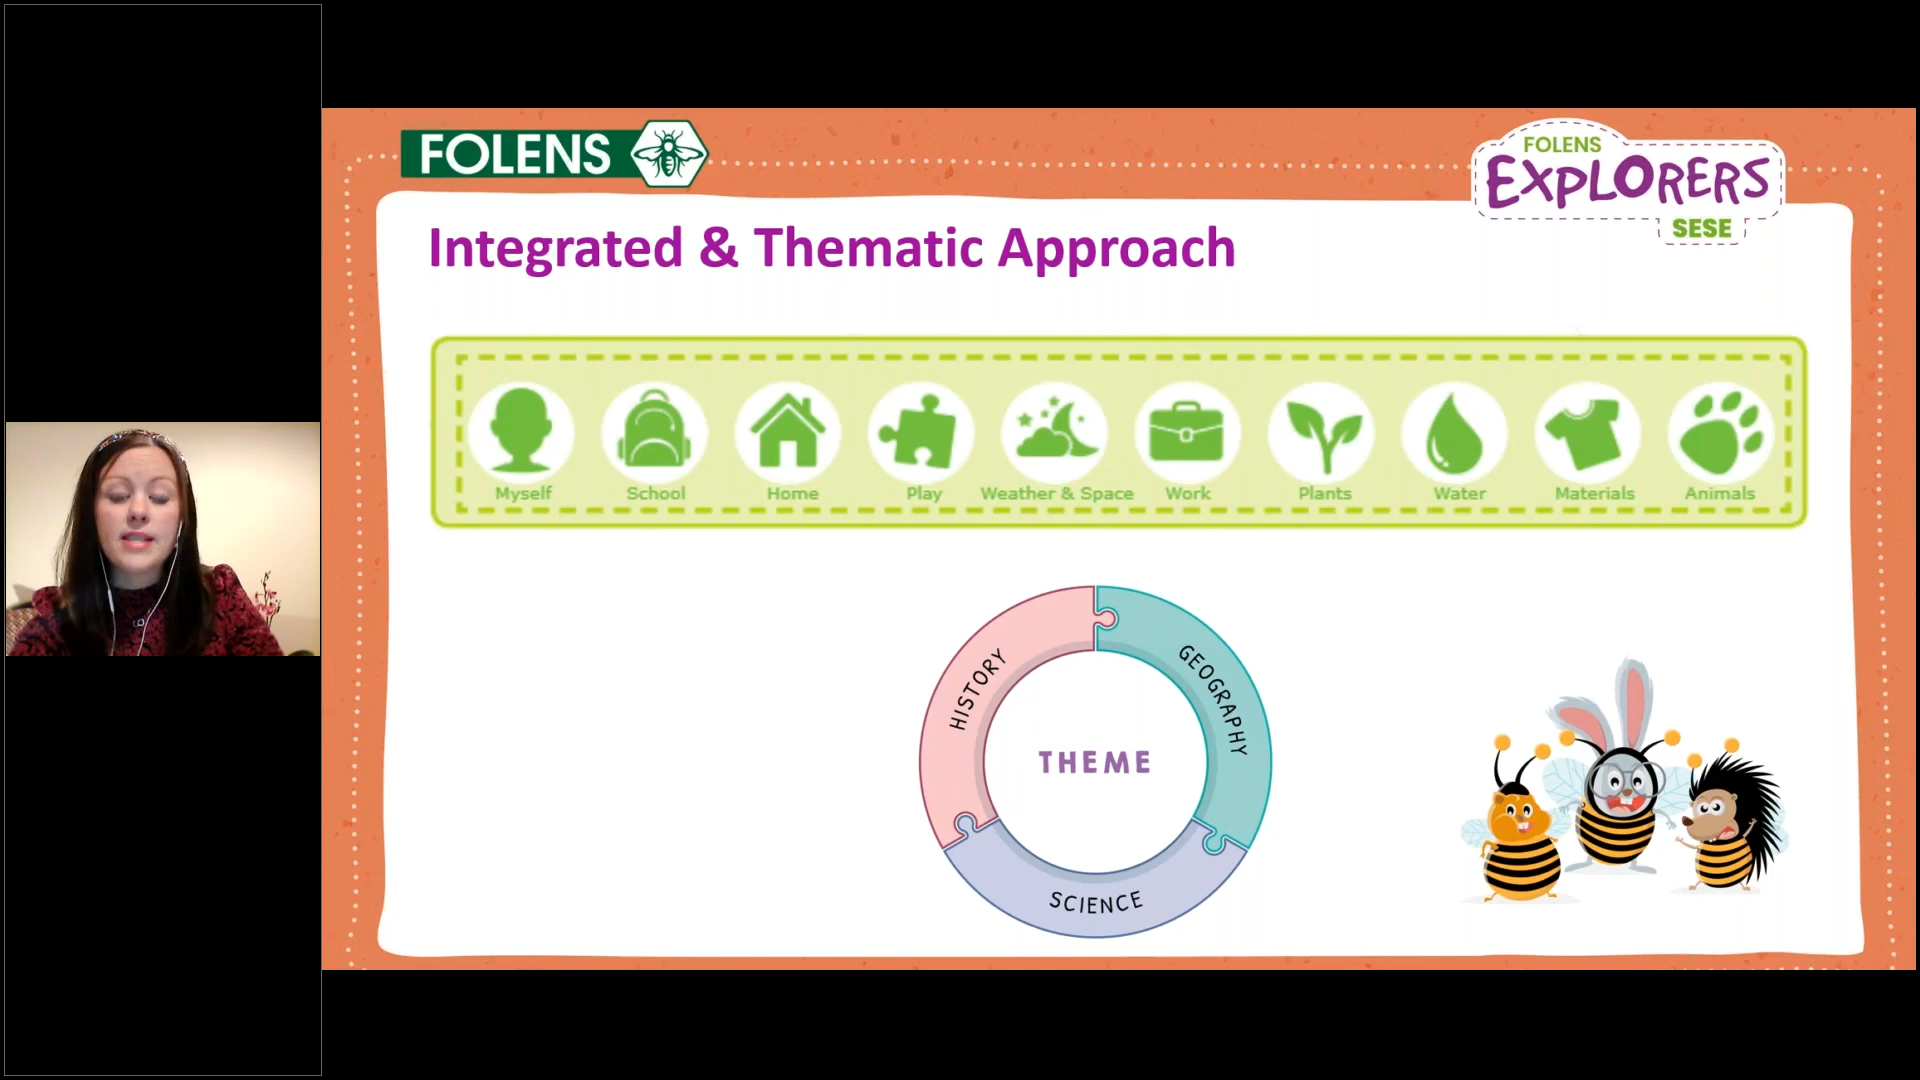 FOLENS
FOLENS
EXPLORERS
SESE
Integrated & Thematic Approach
Myself School Home Play Weather & Space Work Plants Water Materials Animals
HISTORY
GEOGRAPHY
THEME
SCIENCE